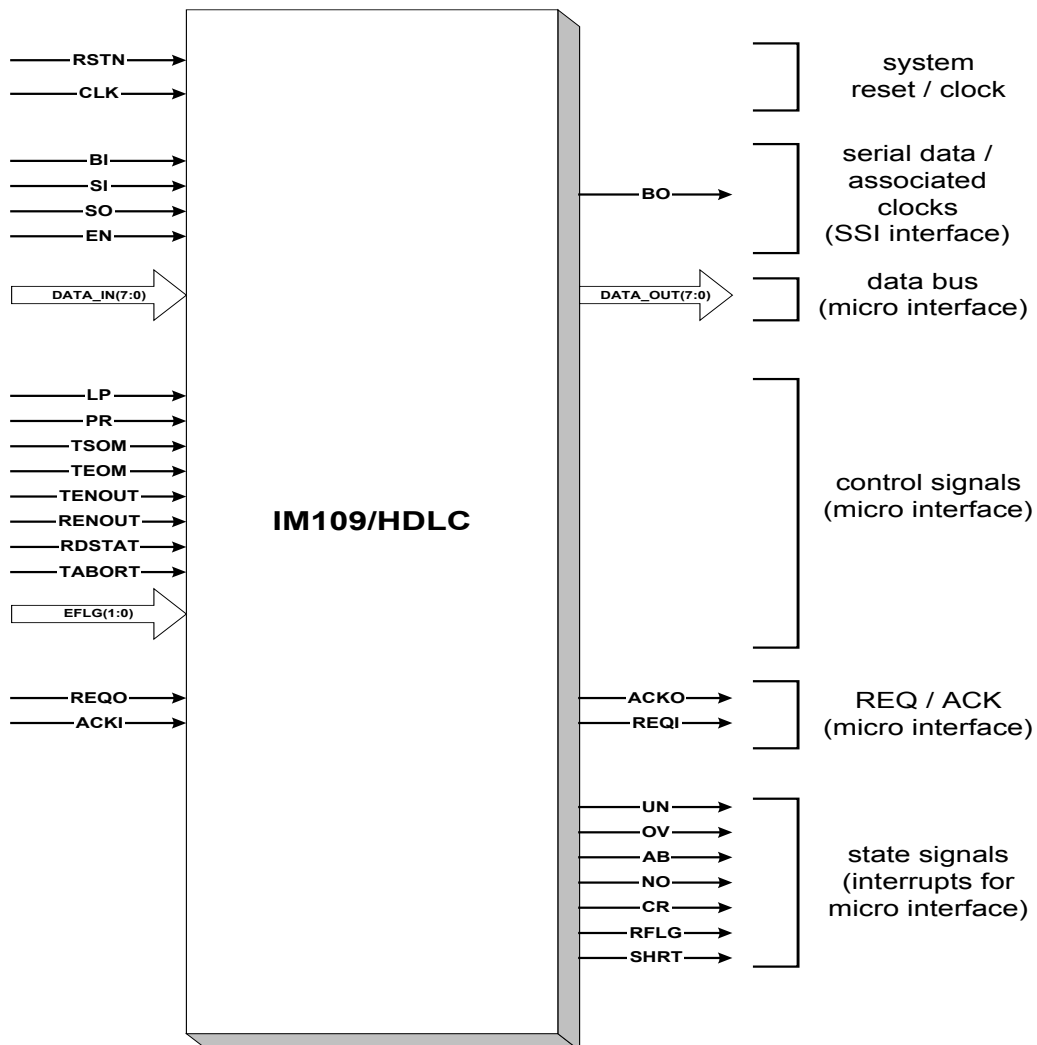 RSTN
CLK
system
reset / clock
BI
SI
SO
EN
BO
serial data /
associated
clocks
(SSI interface)
DATA_IN(7:0)
DATA_OUT(7:0)
data bus
(micro interface)
LP
PR
TSOM
TEOM
TENOUT
RENOUT
RDSTAT
TABORT
EFLG(1:0)
IM109/HDLC
control signals
(micro interface)
REQO
ACKI
ACKO
REQI
REQ / ACK
(micro interface)
UN
OV
AB
NO
CR
RFLG
SHRT
state signals
(interrupts for
micro interface)